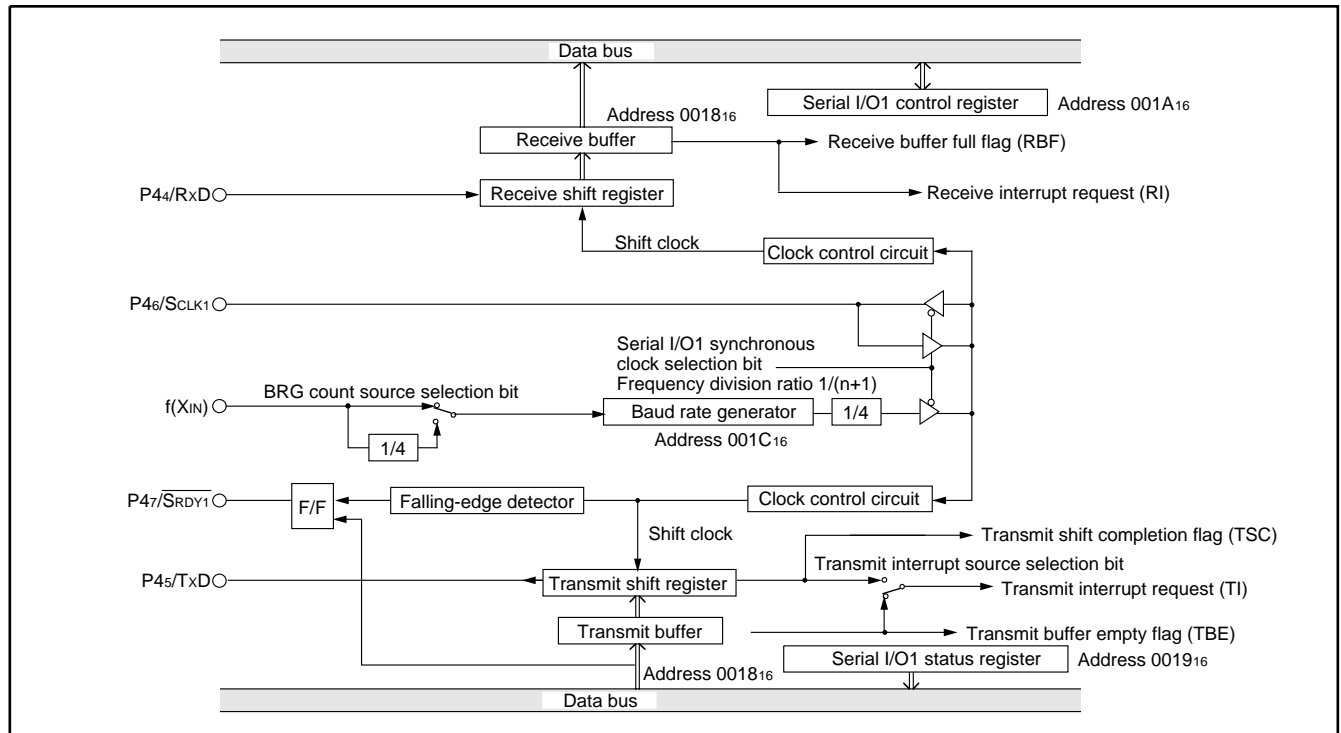 Data bus
Serial I/O1 control register
Address 001A16
Address 001816
Receive buffer
Receive buffer full flag (RBF)
P44/RXD
Receive shift register
Receive interrupt request (RI)
Shift clock
Clock control circuit
P46/SCLK1
Serial I/O1 synchronous
clock selection bit
BRG count source selection bit
Frequency division ratio 1/(n+1)
f(XIN)
Baud rate generator
1/4
Address 001C16
1/4
P47/SRDY1
F/F
Falling-edge detector
Clock control circuit
Shift clock
Transmit shift completion flag (TSC)
Transmit interrupt source selection bit
P45/TXD
Transmit shift register
Transmit interrupt request (TI)
Transmit buffer
Transmit buffer empty flag (TBE)
Address 001816
Serial I/O1 status register
Address 001916
Data bus